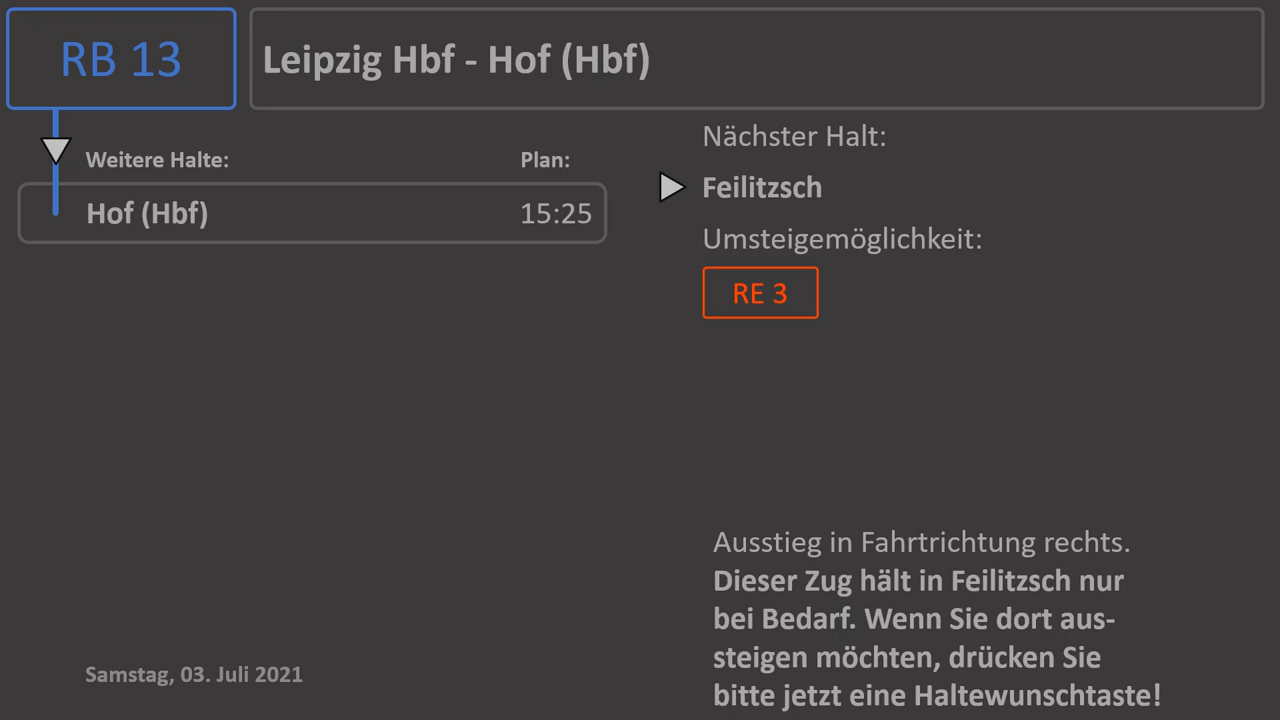 RB 13
Leipzig Hbf - Hof (Hbf)
Weitere Halte:
Plan:
Hof (Hbf)
15:25
Nächster Halt:
Feilitzsch
Umsteigemöglichkeit:
RE 3
Ausstieg in Fahrtrichtung rechts.
Dieser Zug hält in Feilitzsch nur
bei Bedarf. Wenn Sie dort aus-
steigen möchten, drücken Sie
bitte jetzt eine Haltewunschtaste!
Samstag, 03. Juli 2021